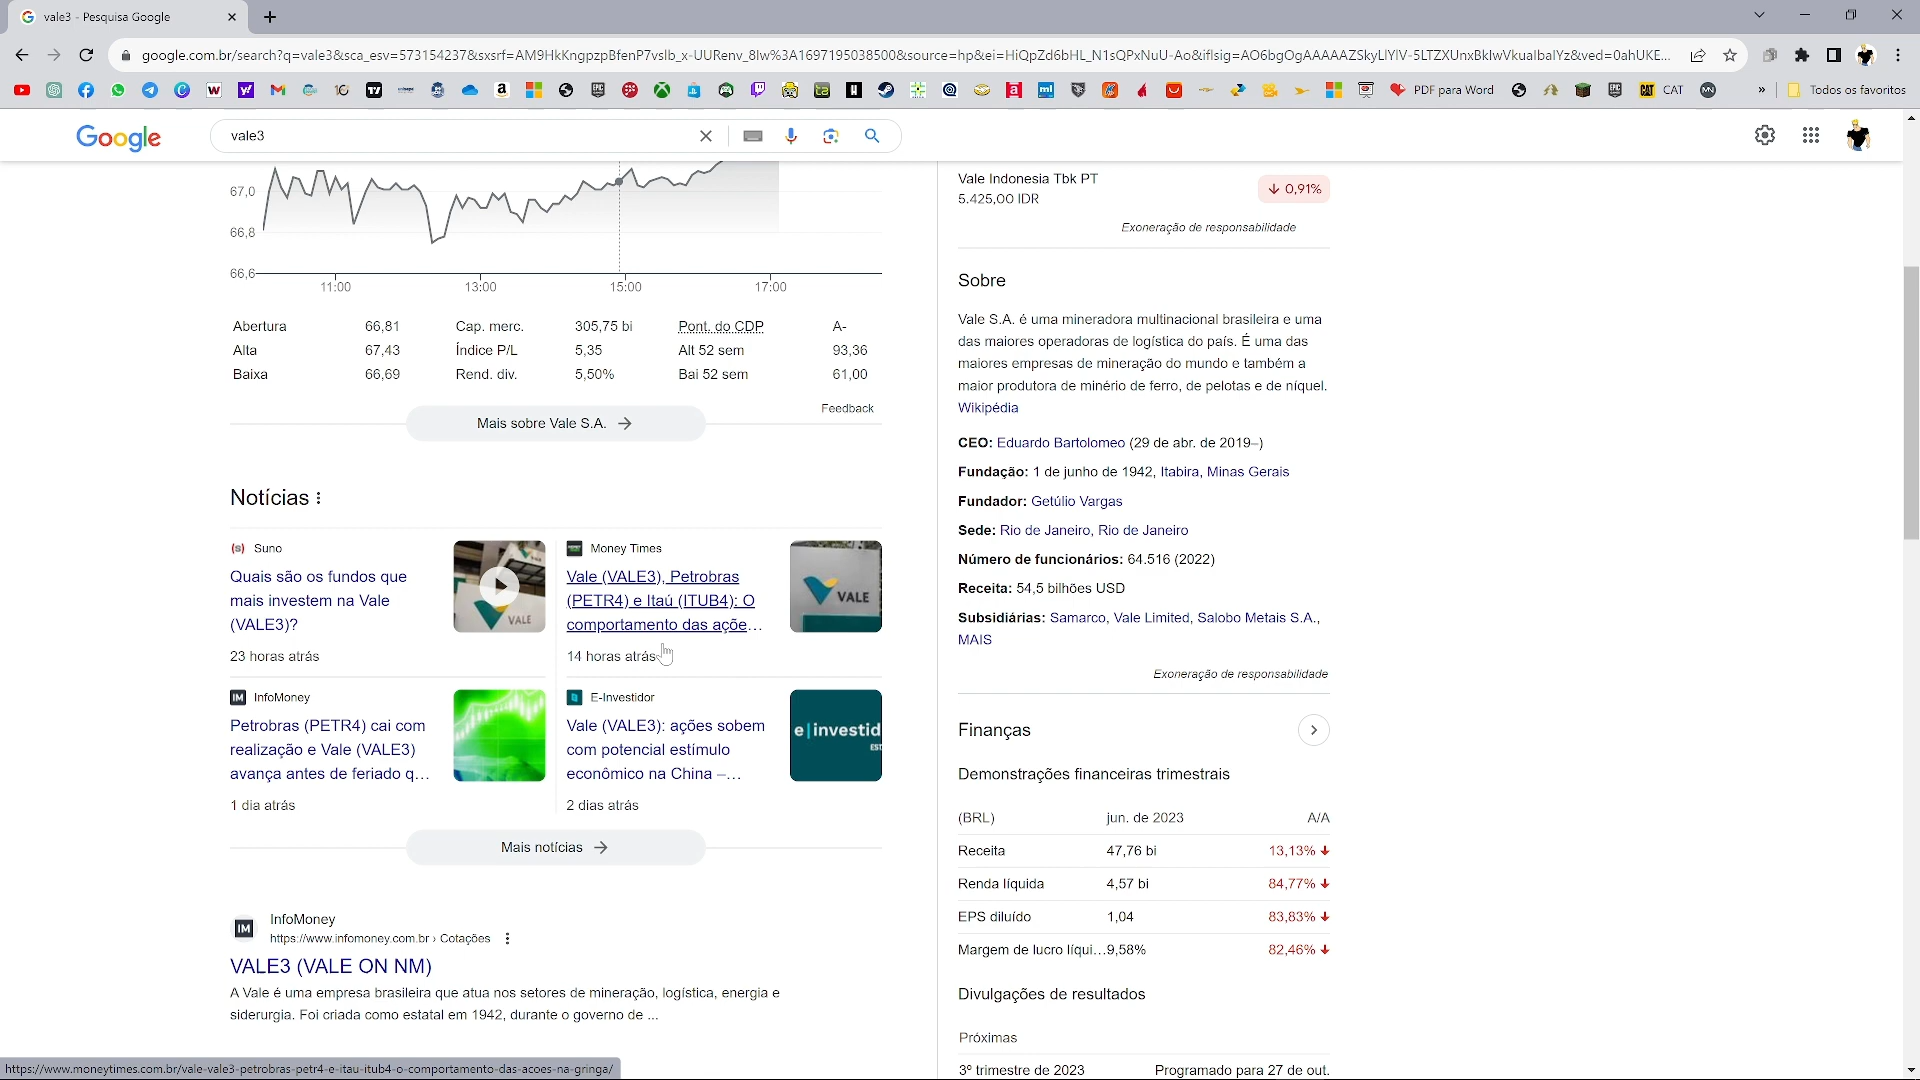 vale3 - Pesquisa Google
google.com.br/search?q=vale3&sca_esv=573154237&sxsrf=AM9HkKngpzpBfenP7vslb_x-UURenv_8Iw%3A1697195038500&source=hp&ei=HiQpZd6bHL_N1sQPxNuU-Ao&iflsig=AO6bgOgAAAAAZSkyLlYlV-5LTZXUnxBklwVkualbalYz&ved=0ahUKE...
PDF para Word
CAT
»
Todos os favoritos
Google
vale3
67,0
66,8
66,6
11:00 13:00 15:00 17:00
Abertura 66,81 Cap. merc. 305,75 bi Pont. do CDP A-
Alta 67,43 Índice P/L 5,35 Alt 52 sem 93,36
Baixa 66,69 Rend. div. 5,50% Bai 52 sem 61,00
Feedback
Mais sobre Vale S.A. →
Notícias
Suno
Quais são os fundos que
mais investem na Vale
(VALE3)?
23 horas atrás
VALE
Money Times
Vale (VALE3), Petrobras
(PETR4) e Itaú (ITUB4): O
comportamento das açõe...
14 horas atrás
VALE
IM InfoMoney
Petrobras (PETR4) cai com
realização e Vale (VALE3)
avança antes de feriado q...
1 dia atrás
E-Investidor
Vale (VALE3): ações sobem
com potencial estímulo
econômico na China –...
2 dias atrás
e|investid
EST
Mais notícias →
IM
InfoMoney
https://www.infomoney.com.br › Cotações
VALE3 (VALE ON NM)
A Vale é uma empresa brasileira que atua nos setores de mineração, logística, energia e
siderurgia. Foi criada como estatal em 1942, durante o governo de ...
https://www.moneytimes.com.br/vale-vale3-petrobras-petr4-e-itau-itub4-o-comportamento-das-acoes-na-gringa/
Vale Indonesia Tbk PT
5.425,00 IDR
↓ 0,91%
Exoneração de responsabilidade
Sobre
Vale S.A. é uma mineradora multinacional brasileira e uma
das maiores operadoras de logística do país. É uma das
maiores empresas de mineração do mundo e também a
maior produtora de minério de ferro, de pelotas e de níquel.
Wikipédia
CEO: Eduardo Bartolomeo (29 de abr. de 2019–)
Fundação: 1 de junho de 1942, Itabira, Minas Gerais
Fundador: Getúlio Vargas
Sede: Rio de Janeiro, Rio de Janeiro
Número de funcionários: 64.516 (2022)
Receita: 54,5 bilhões USD
Subsidiárias: Samarco, Vale Limited, Salobo Metais S.A.,
MAIS
Exoneração de responsabilidade
Finanças
Demonstrações financeiras trimestrais
(BRL) jun. de 2023 A/A
Receita 47,76 bi 13,13% ↓
Renda líquida 4,57 bi 84,77% ↓
EPS diluído 1,04 83,83% ↓
Margem de lucro líqui... 9,58% 82,46% ↓
Divulgações de resultados
Próximas
3º trimestre de 2023 Programado para 27 de out.